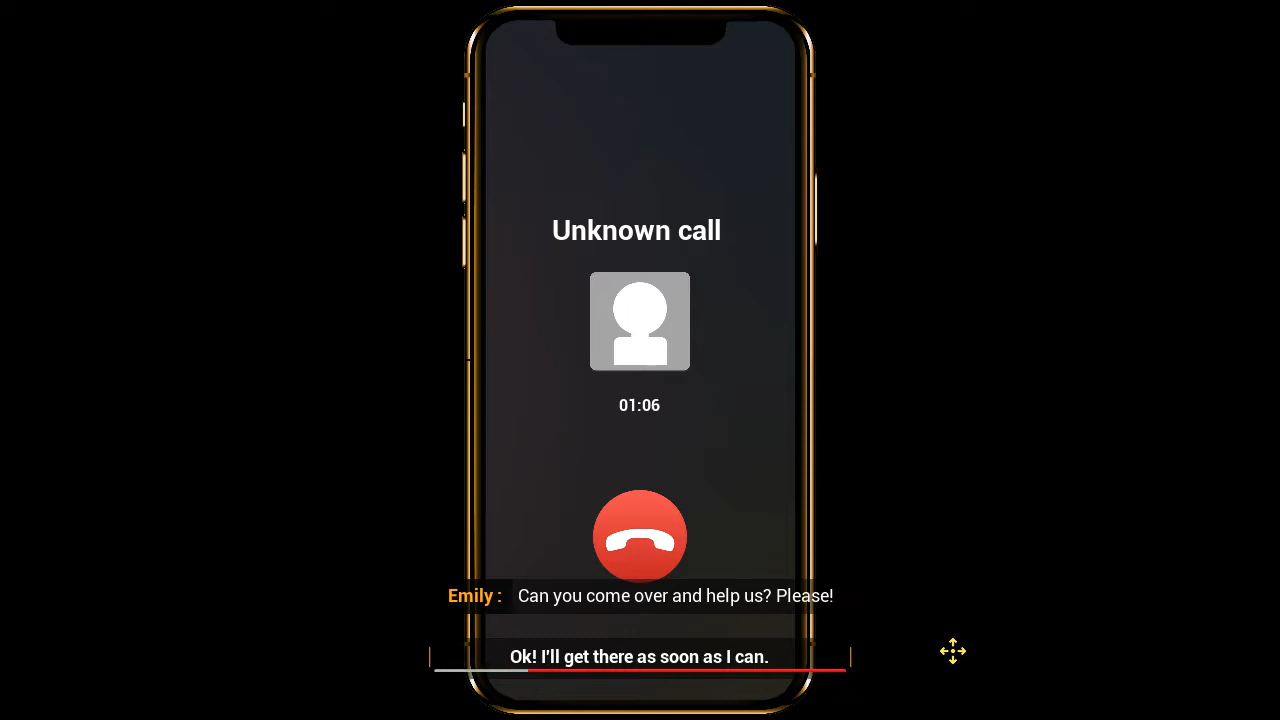 Unknown call
01:06
Emily : Can you come over and help us? Please!
Ok! I'll get there as soon as I can.